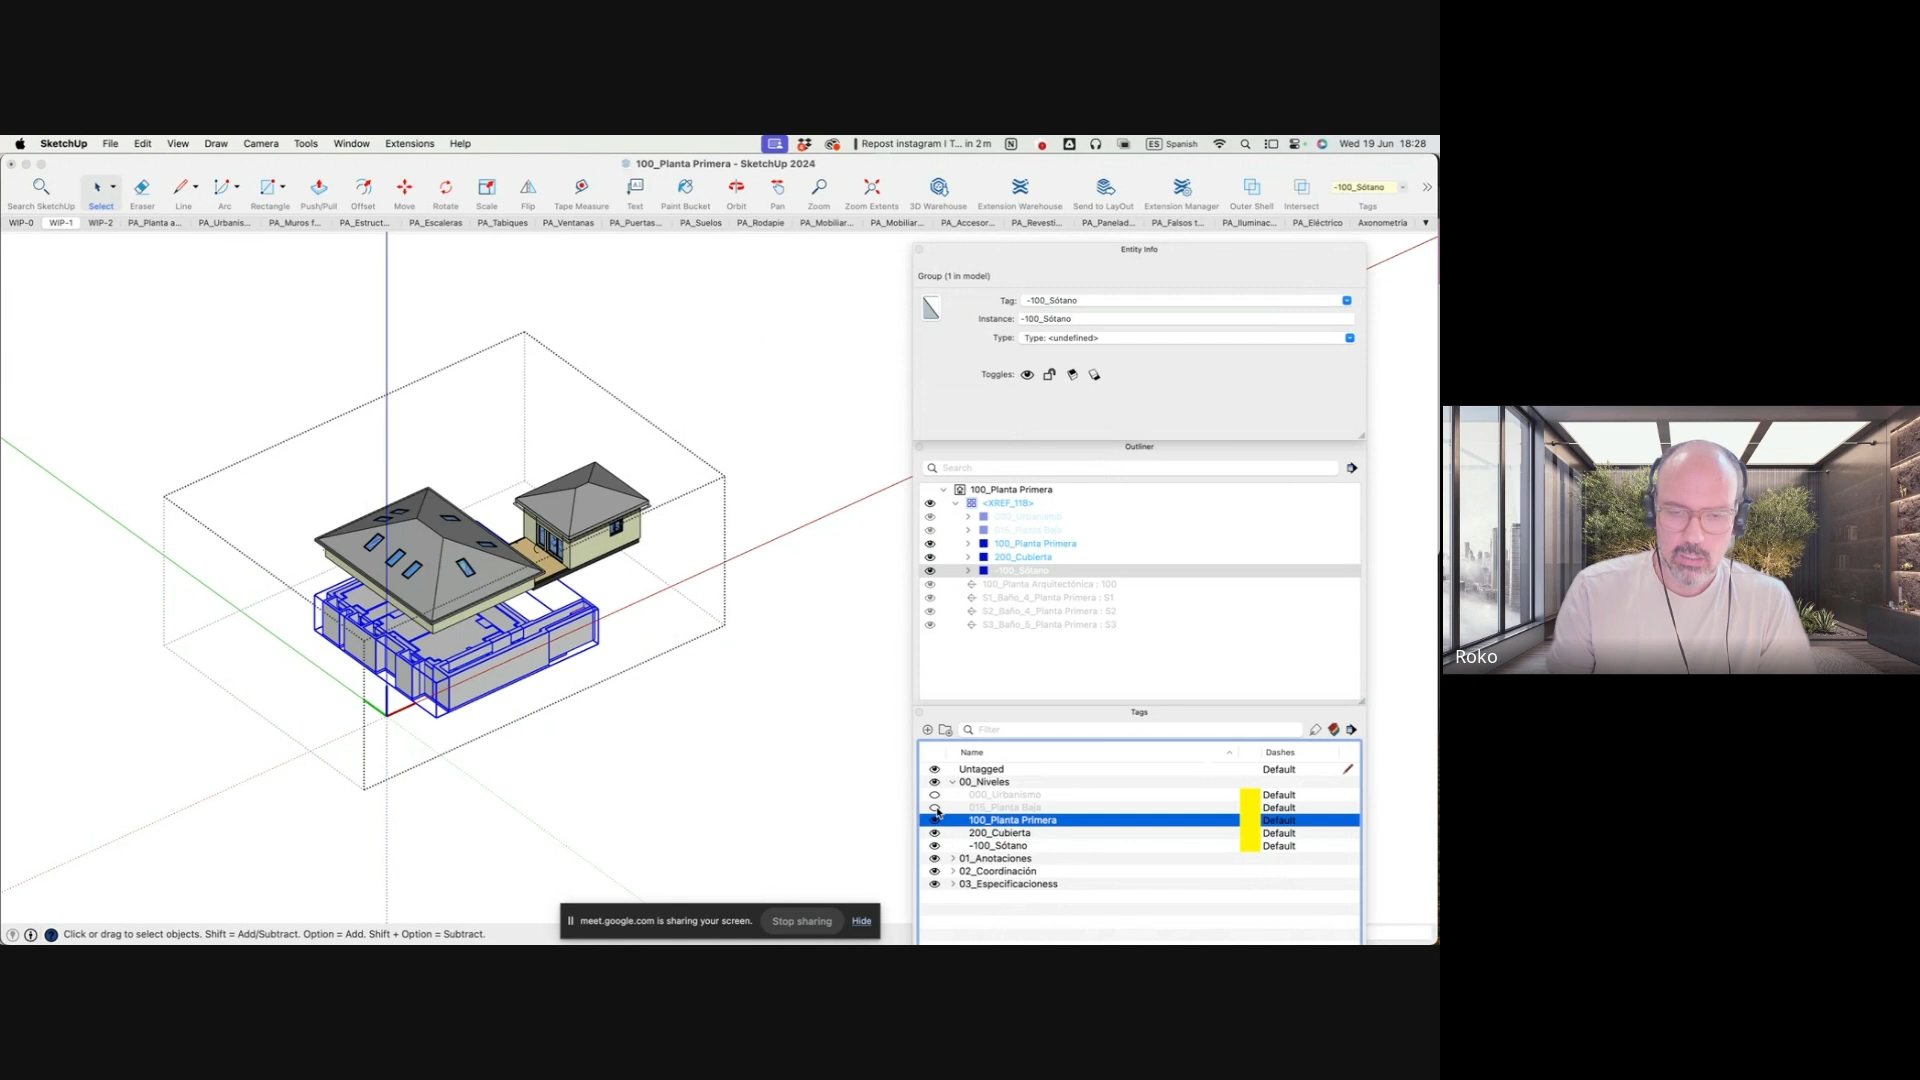 SketchUp File Edit View Draw Camera Tools Window Extensions Help
Repost instagram I T... in 2m ES Spanish Wed 19 Jun 18:28
100_Planta Primera - SketchUp 2024
-100_Sótano
Search SketchUp Select Eraser Line Arc Rectangle Push/Pull Offset Move Rotate Scale Flip Tape Measure Text Paint Bucket Orbit Pan Zoom Zoom Extents 3D Warehouse Extension Warehouse Send to LayOut Extension Manager Outer Shell Intersect Tags
WIP-0 WIP-1 WIP-2 PA_Planta a... PA_Urbanis... PA_Muros f... PA_Estruct... PA_Escaleras PA_Tabiques PA_Ventanas PA_Puertas... PA_Suelos PA_Rodapie PA_Mobiliar... PA_Mobiliar... PA_Accesor... PA_Revesti... PA_Panelad... PA_Falsos t... PA_Iluminac... PA_Eléctrico Axonometría
Entity Info
Group (1 in model)
Tag: -100_Sótano
Instance: -100_Sótano
Type: Type: <undefined>
Toggles:
Outliner
Search
100_Planta Primera
<XREF_118>
000_Urbanismo
015_Planta Baja
100_Planta Primera
200_Cubierta
-100_Sótano
100_Planta Arquitectónica : 100
S1_Baño_4_Planta Primera : S1
S2_Baño_4_Planta Primera : S2
S3_Baño_5_Planta Primera : S3
Tags
Filter
Name Dashes
Untagged Default
00_Niveles
000_Urbanismo Default
015_Planta Baja Default
100_Planta Primera Default
200_Cubierta Default
-100_Sótano Default
01_Anotaciones
02_Coordinación
03_Especificacioness
meet.google.com is sharing your screen. Stop sharing Hide
Click or drag to select objects. Shift = Add/Subtract. Option = Add. Shift + Option = Subtract.
Roko